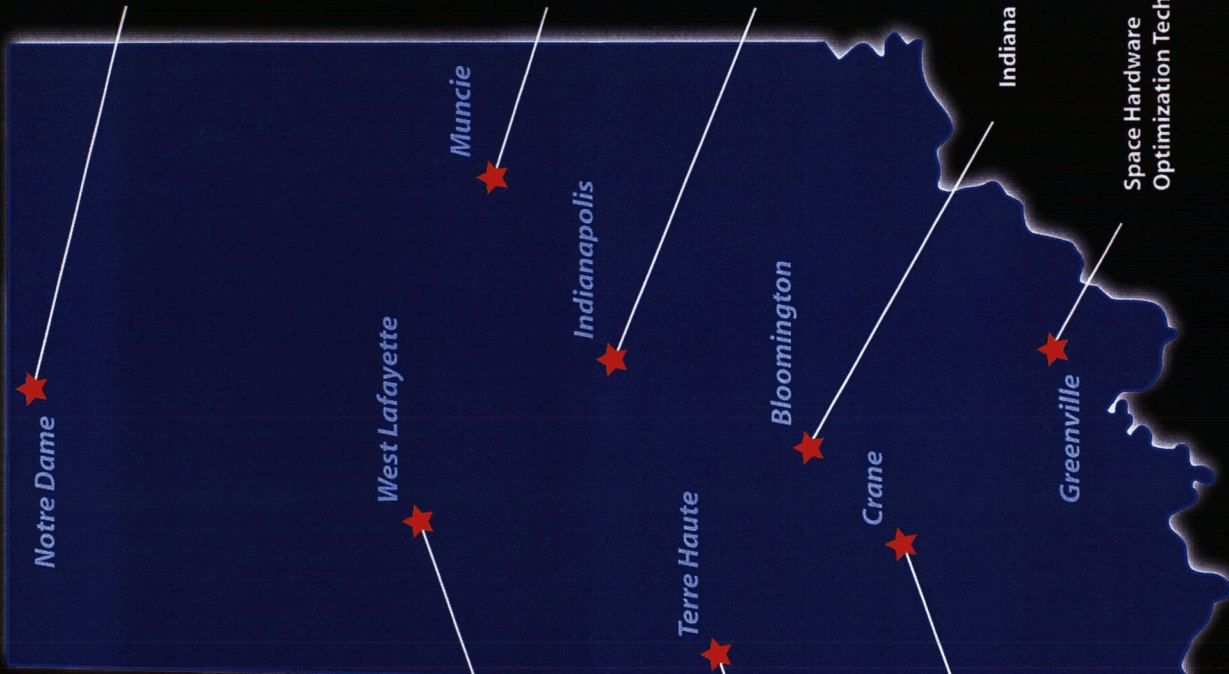 Notre Dame
West Lafayette
Muncie
Indianapolis
Terre Haute
Bloomington
Crane
Indiana
Greenville
Space Hardware
Optimization Tech